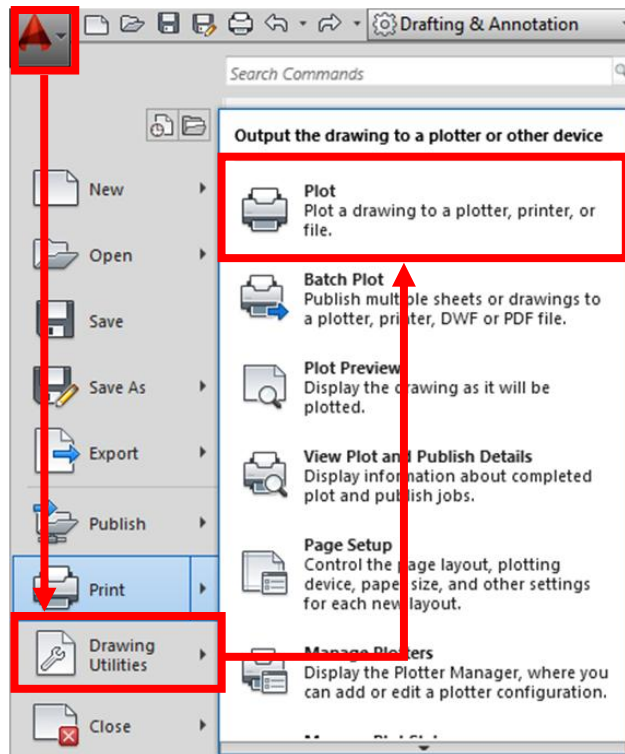 Drafting & Annotation
Search Commands
Output the drawing to a plotter or other device
New
Open
Save
Save As
Export
Publish
Print
Drawing
Utilities
Close
Plot
Plot a drawing to a plotter, printer, or
file.
Batch Plot
Publish multiple sheets or drawings to
a plotter, printer, DWF or PDF file.
Plot Preview
Display the drawing as it will be
plotted.
View Plot and Publish Details
Display information about completed
plot and publish jobs.
Page Setup
Control the page layout, plotting
device, paper size, and other settings
for each new layout.
Manage Plotters
Display the Plotter Manager, where you
can add or edit a plotter configuration.